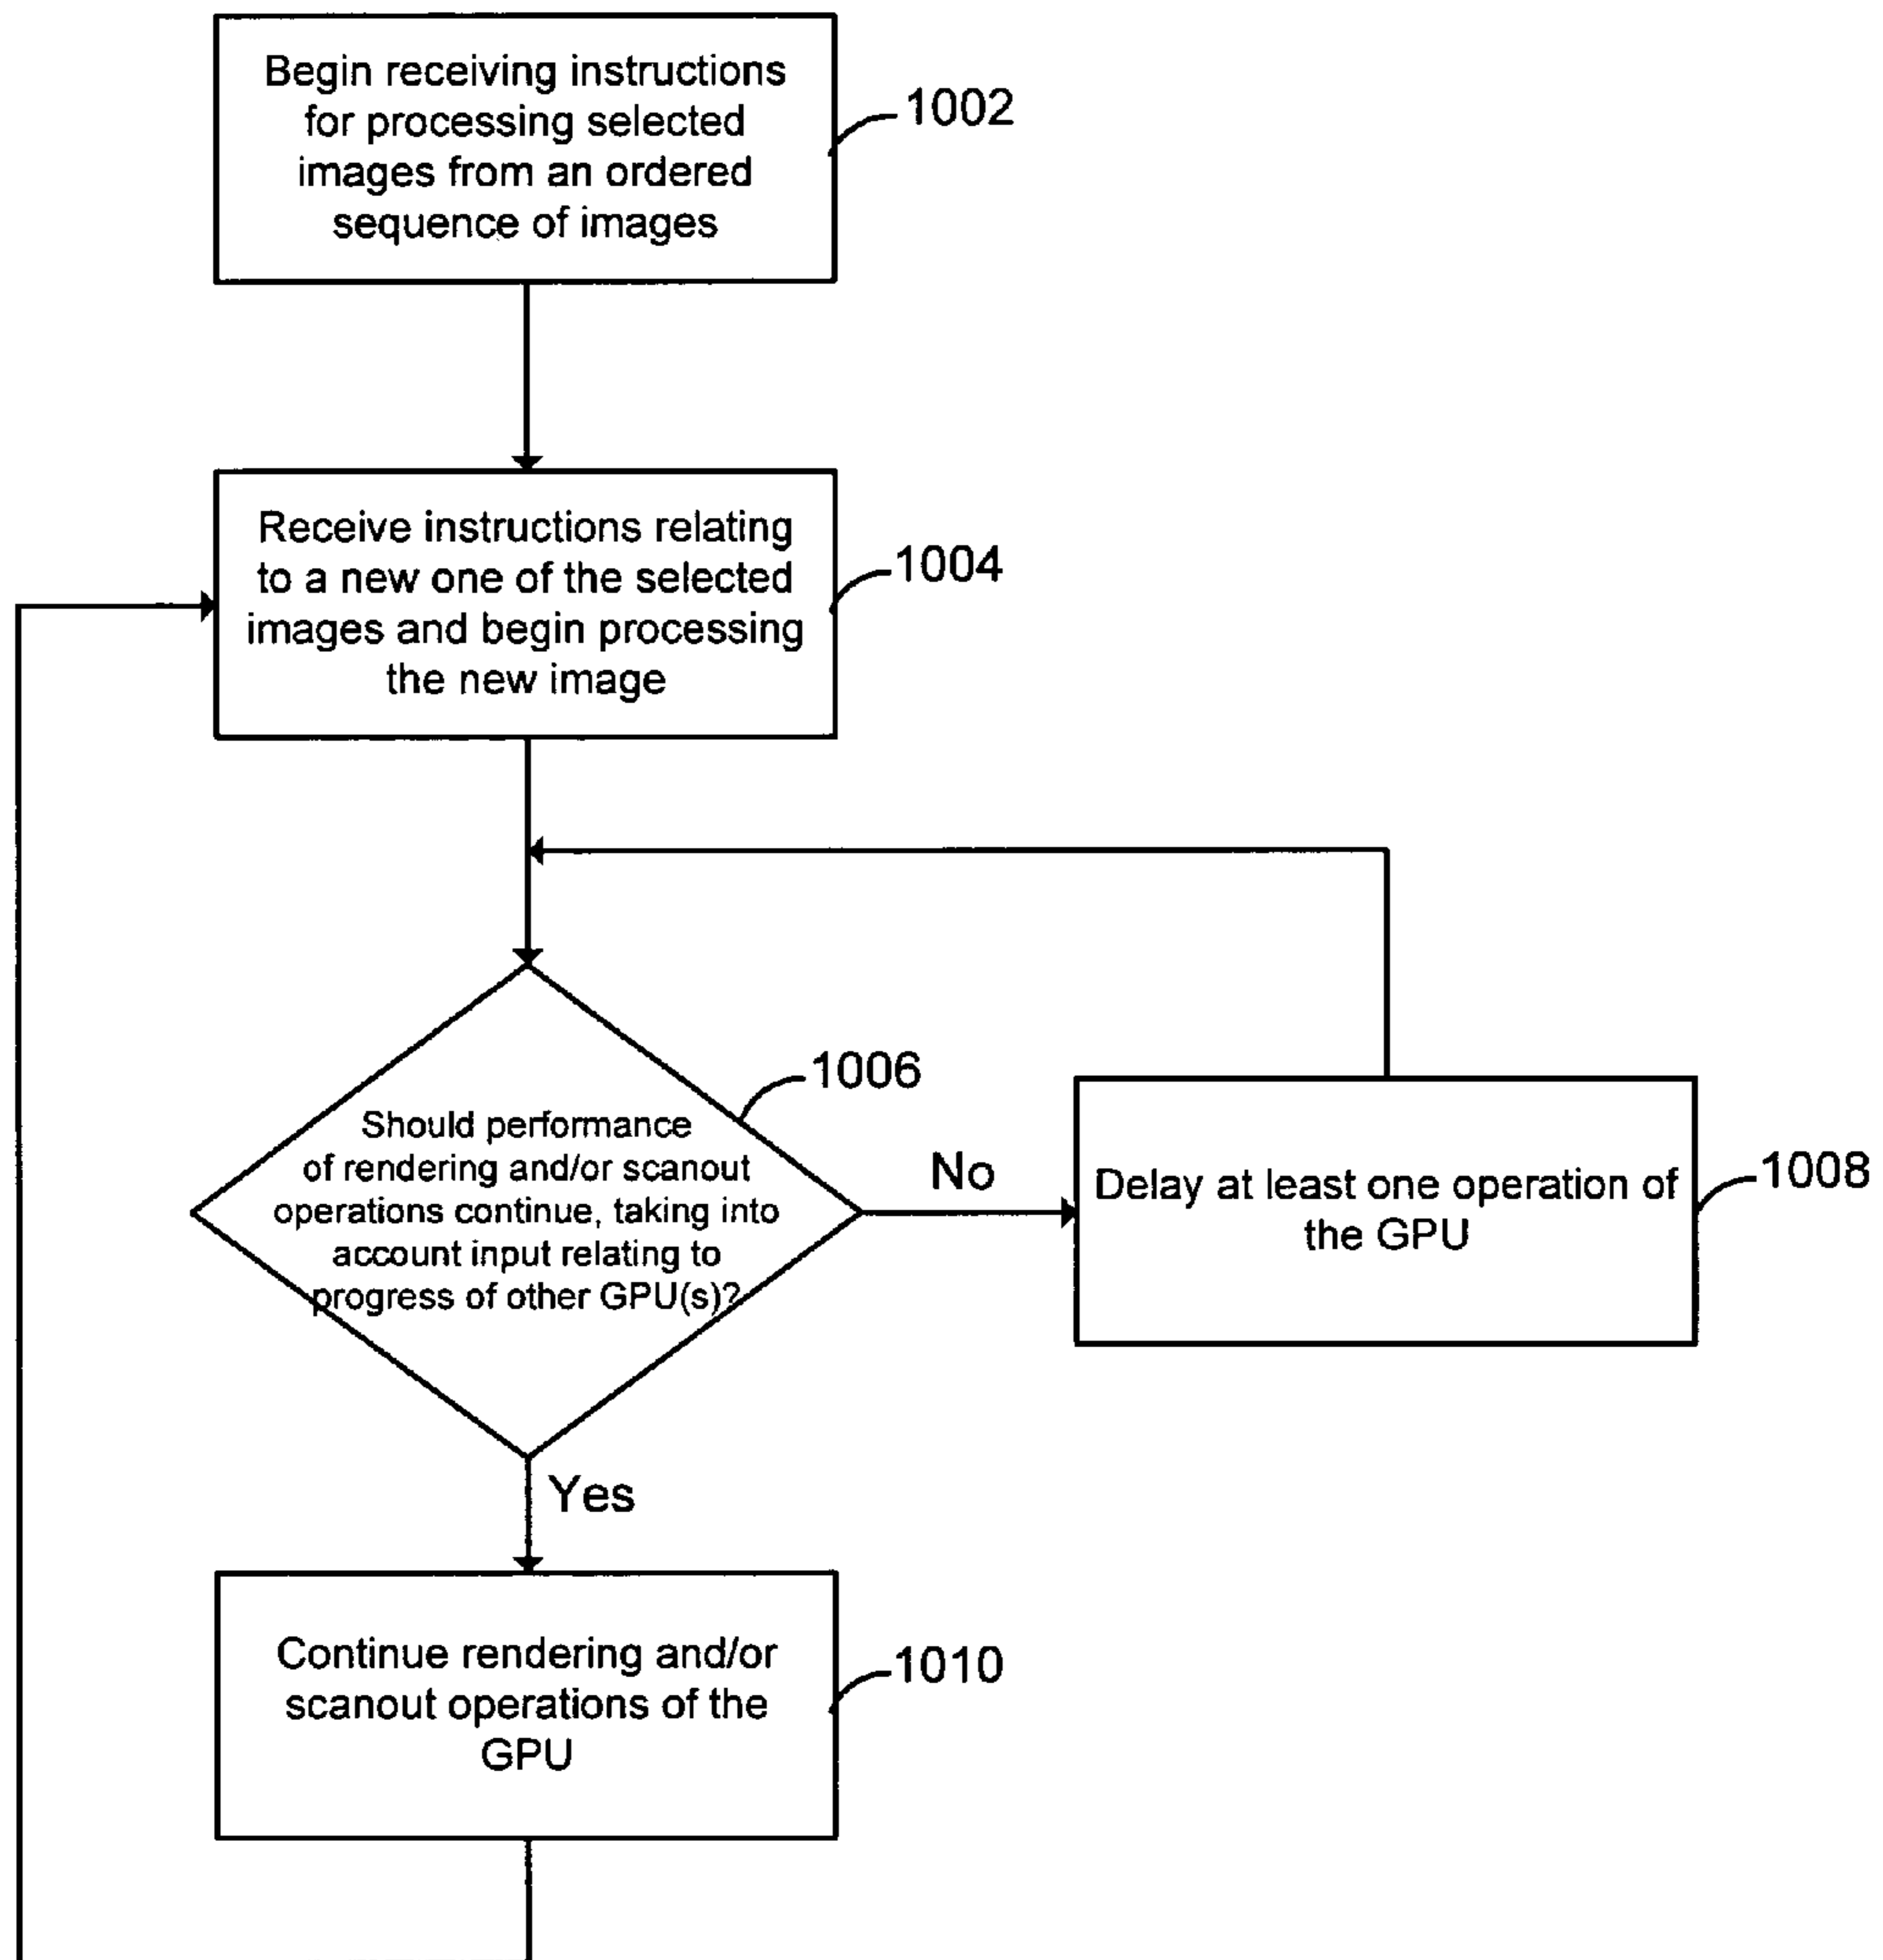 Begin receiving instructions
for processing selected
images from an ordered
sequence of images
1002
Receive instructions relating
to a new one of the selected
images and begin processing
the new image
1004
Should performance
of rendering and/or scanout
operations continue, taking into
account input relating to
progress of other GPU(s)?
1006
No
Delay at least one operation of
the GPU
1008
Yes
Continue rendering and/or
scanout operations of the
GPU
1010